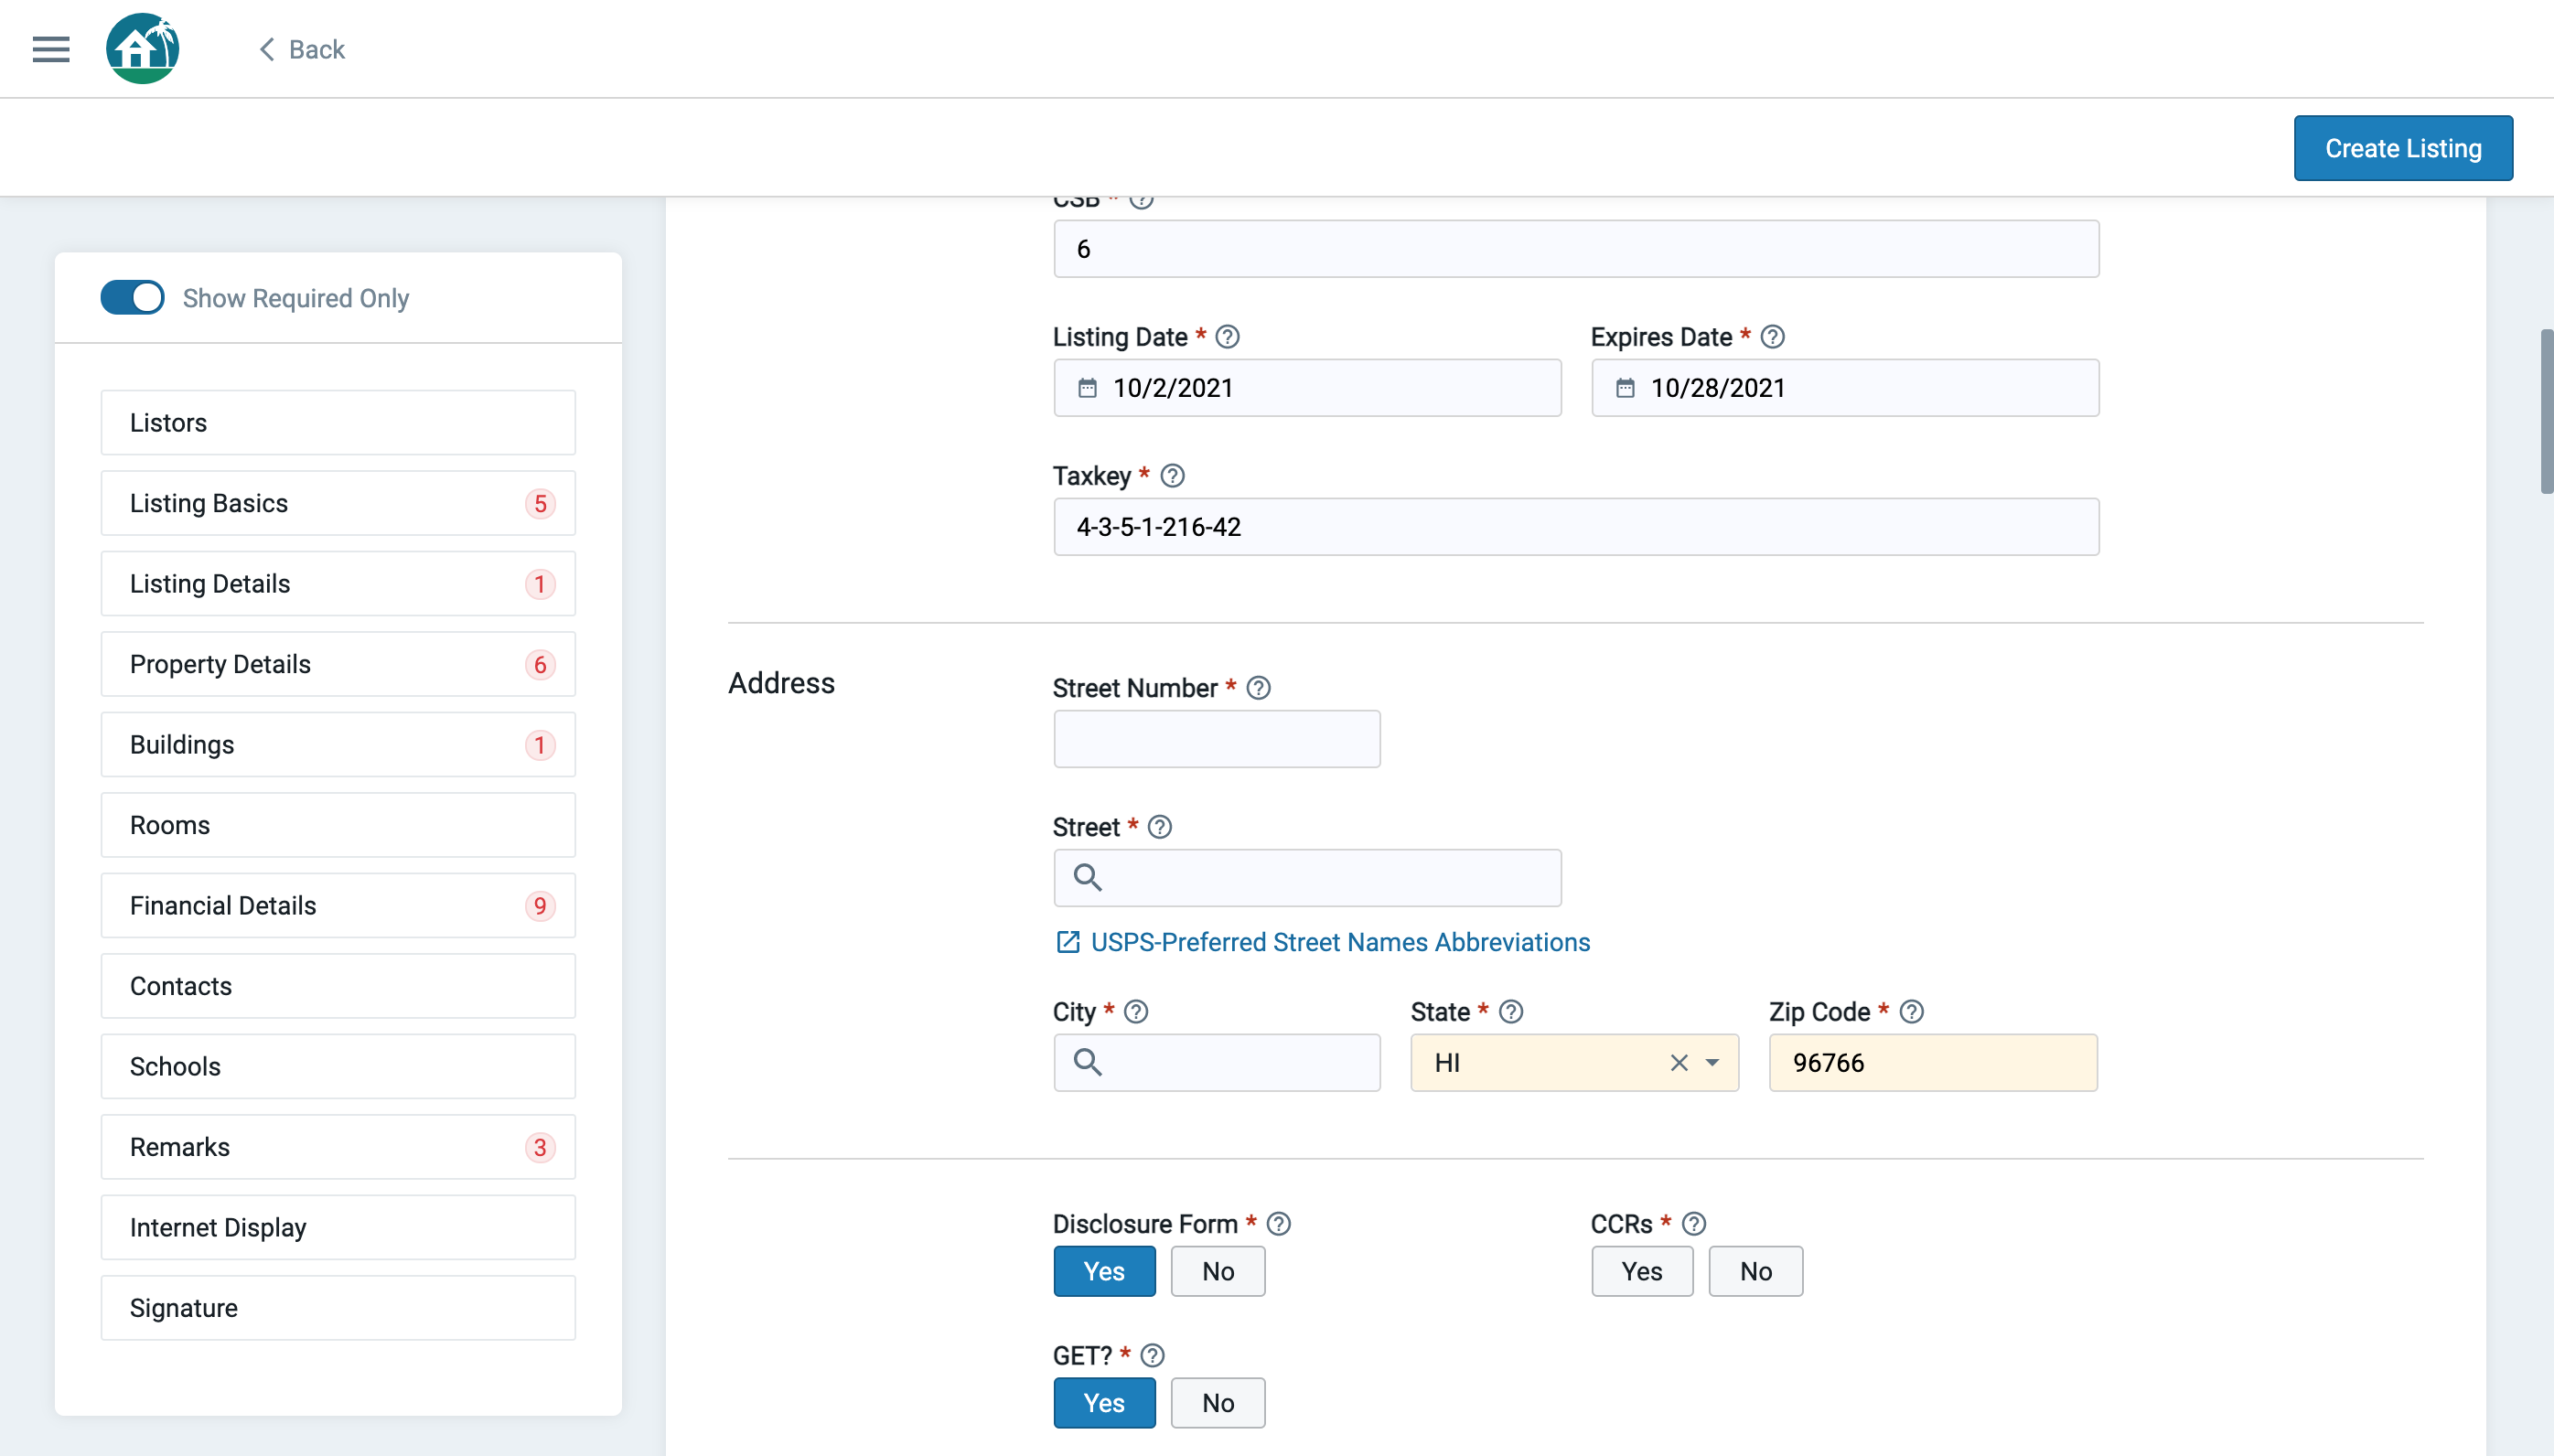 Back
Create Listing
Show Required Only
Listors
Listing Basics 5
Listing Details 1
Property Details 6
Buildings 1
Rooms
Financial Details 9
Contacts
Schools
Remarks 3
Internet Display
Signature
CSB *
6
Listing Date * Expires Date *
10/2/2021 10/28/2021
Taxkey *
4-3-5-1-216-42
Address
Street Number *
Street *
USPS-Preferred Street Names Abbreviations
City * State * Zip Code *
HI 96766
Disclosure Form * CCRs *
Yes No Yes No
GET? *
Yes No